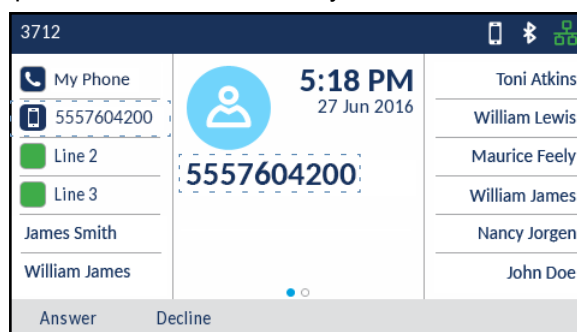 3712
My Phone
5557604200
Line 2
Line 3
James Smith
William James
5:18 PM
27 Jun 2016
5557604200
Toni Atkins
William Lewis
Maurice Feely
William James
Nancy Jorgen
John Doe
Answer Decline